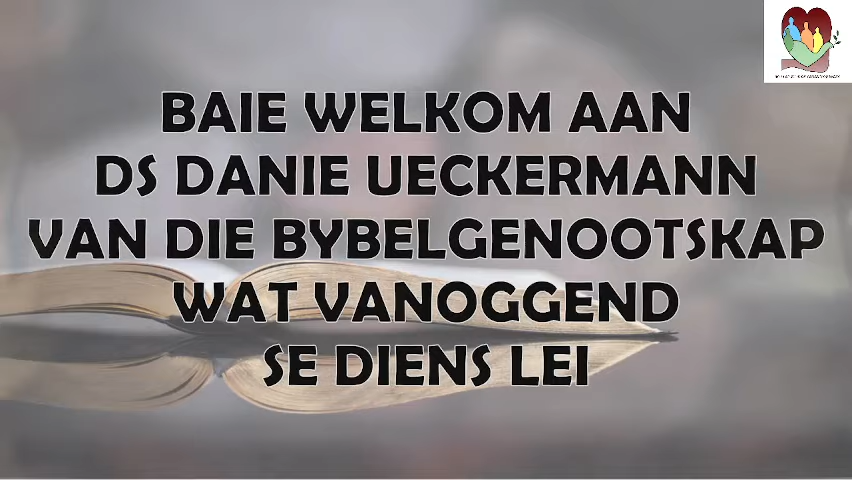 BAIE WELKOM AAN
DS DANIE UECKERMANN
VAN DIE BYBELGENOOTSKAP
WAT VANOGGEND
SE DIENS LEI